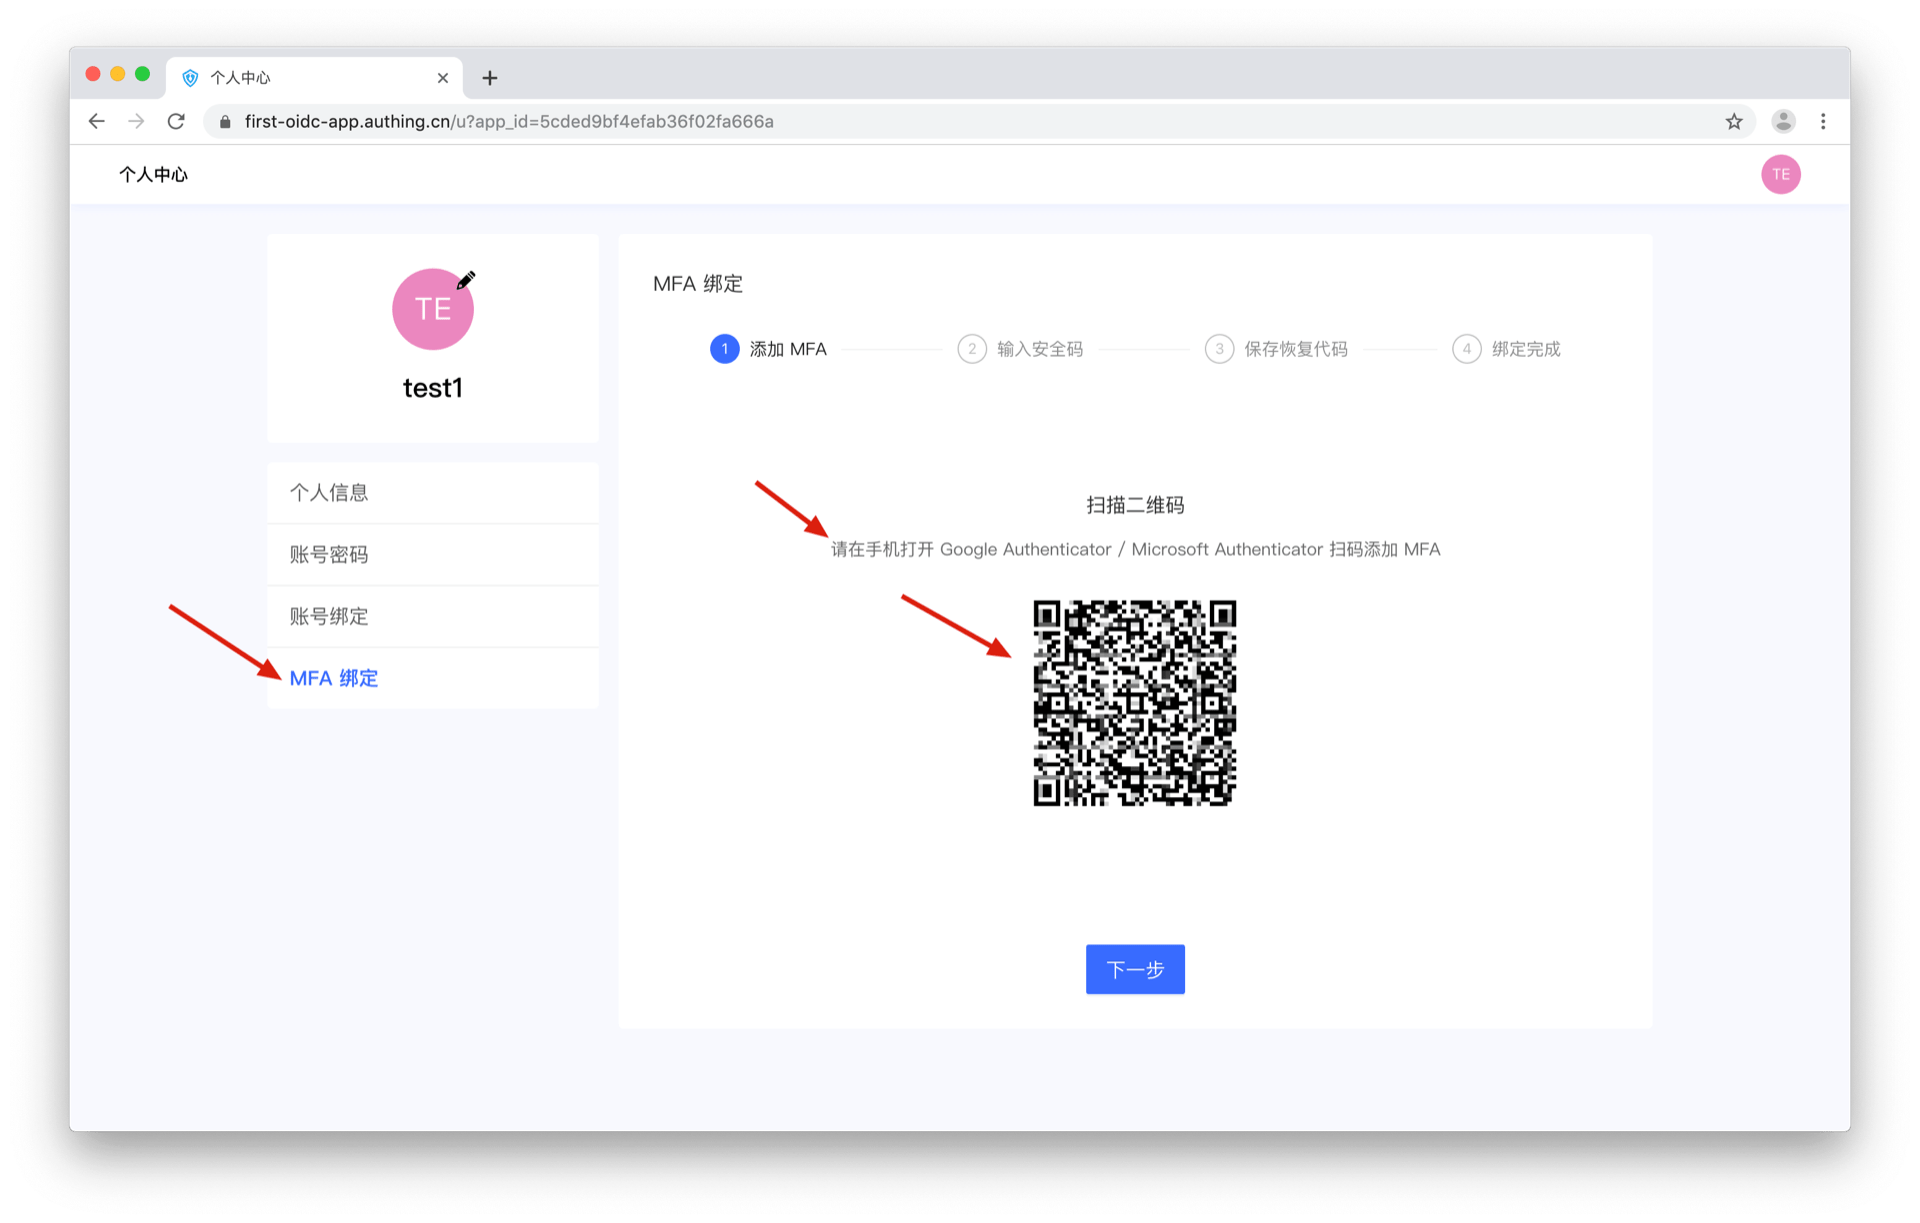 个人中心
first-oidc-app.authing.cn/u?app_id=5cded9bf4efab36f02fa666a
个人中心
TE
TE
test1
个人信息
账号密码
账号绑定
MFA 绑定
MFA 绑定
1 添加 MFA
2 输入安全码
3 保存恢复代码
4 绑定完成
扫描二维码
请在手机打开 Google Authenticator / Microsoft Authenticator 扫码添加 MFA
下一步